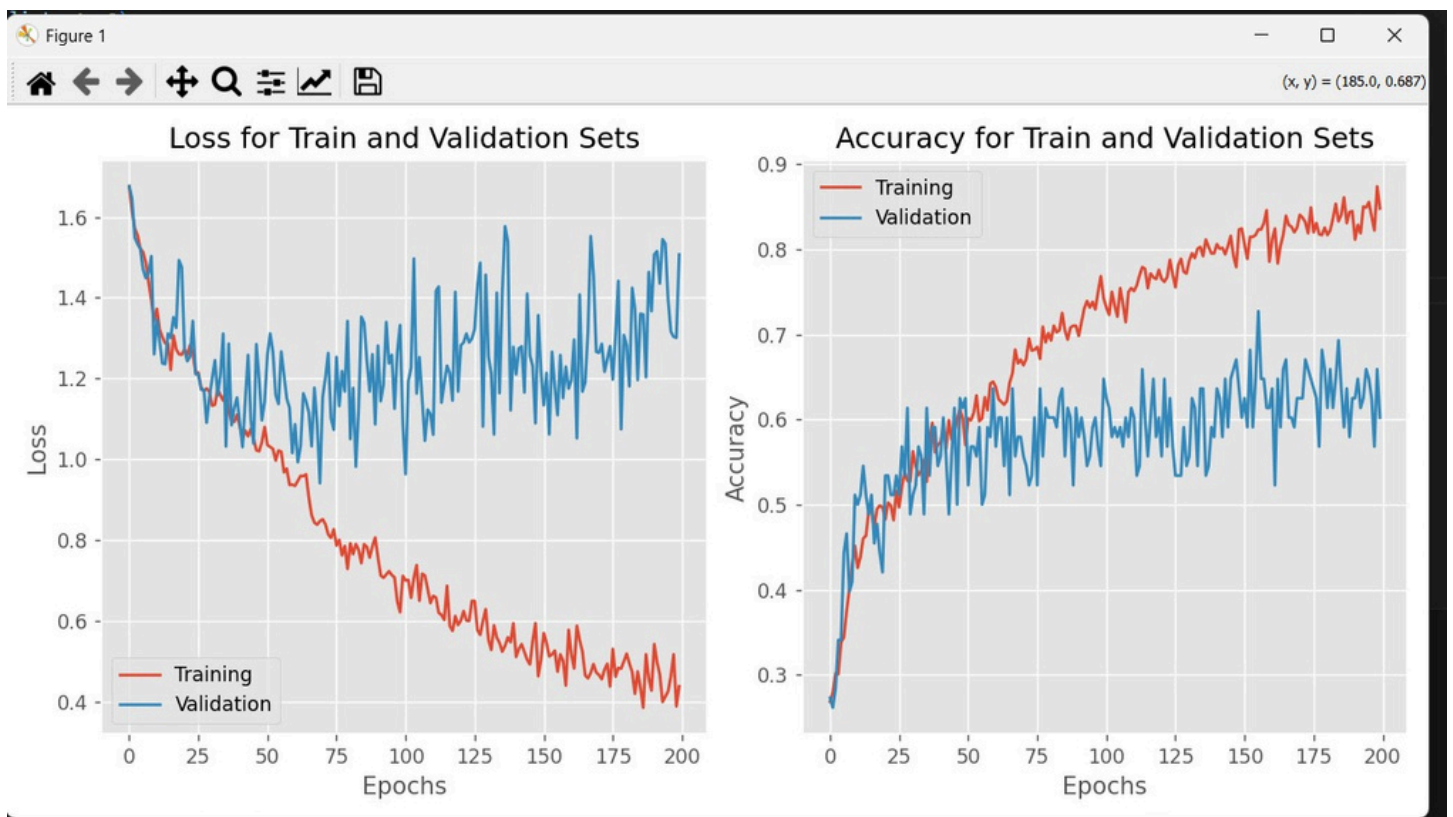 Figure 1
(x, y) = (185.0, 0.687)
Loss for Train and Validation Sets
1.6
1.4
1.2
1.0
0.8
0.6
0.4
Loss
Training
Validation
0 25 50 75 100 125 150 175 200
Epochs
Accuracy for Train and Validation Sets
0.9
0.8
0.7
0.6
0.5
0.4
0.3
Accuracy
Training
Validation
0 25 50 75 100 125 150 175 200
Epochs